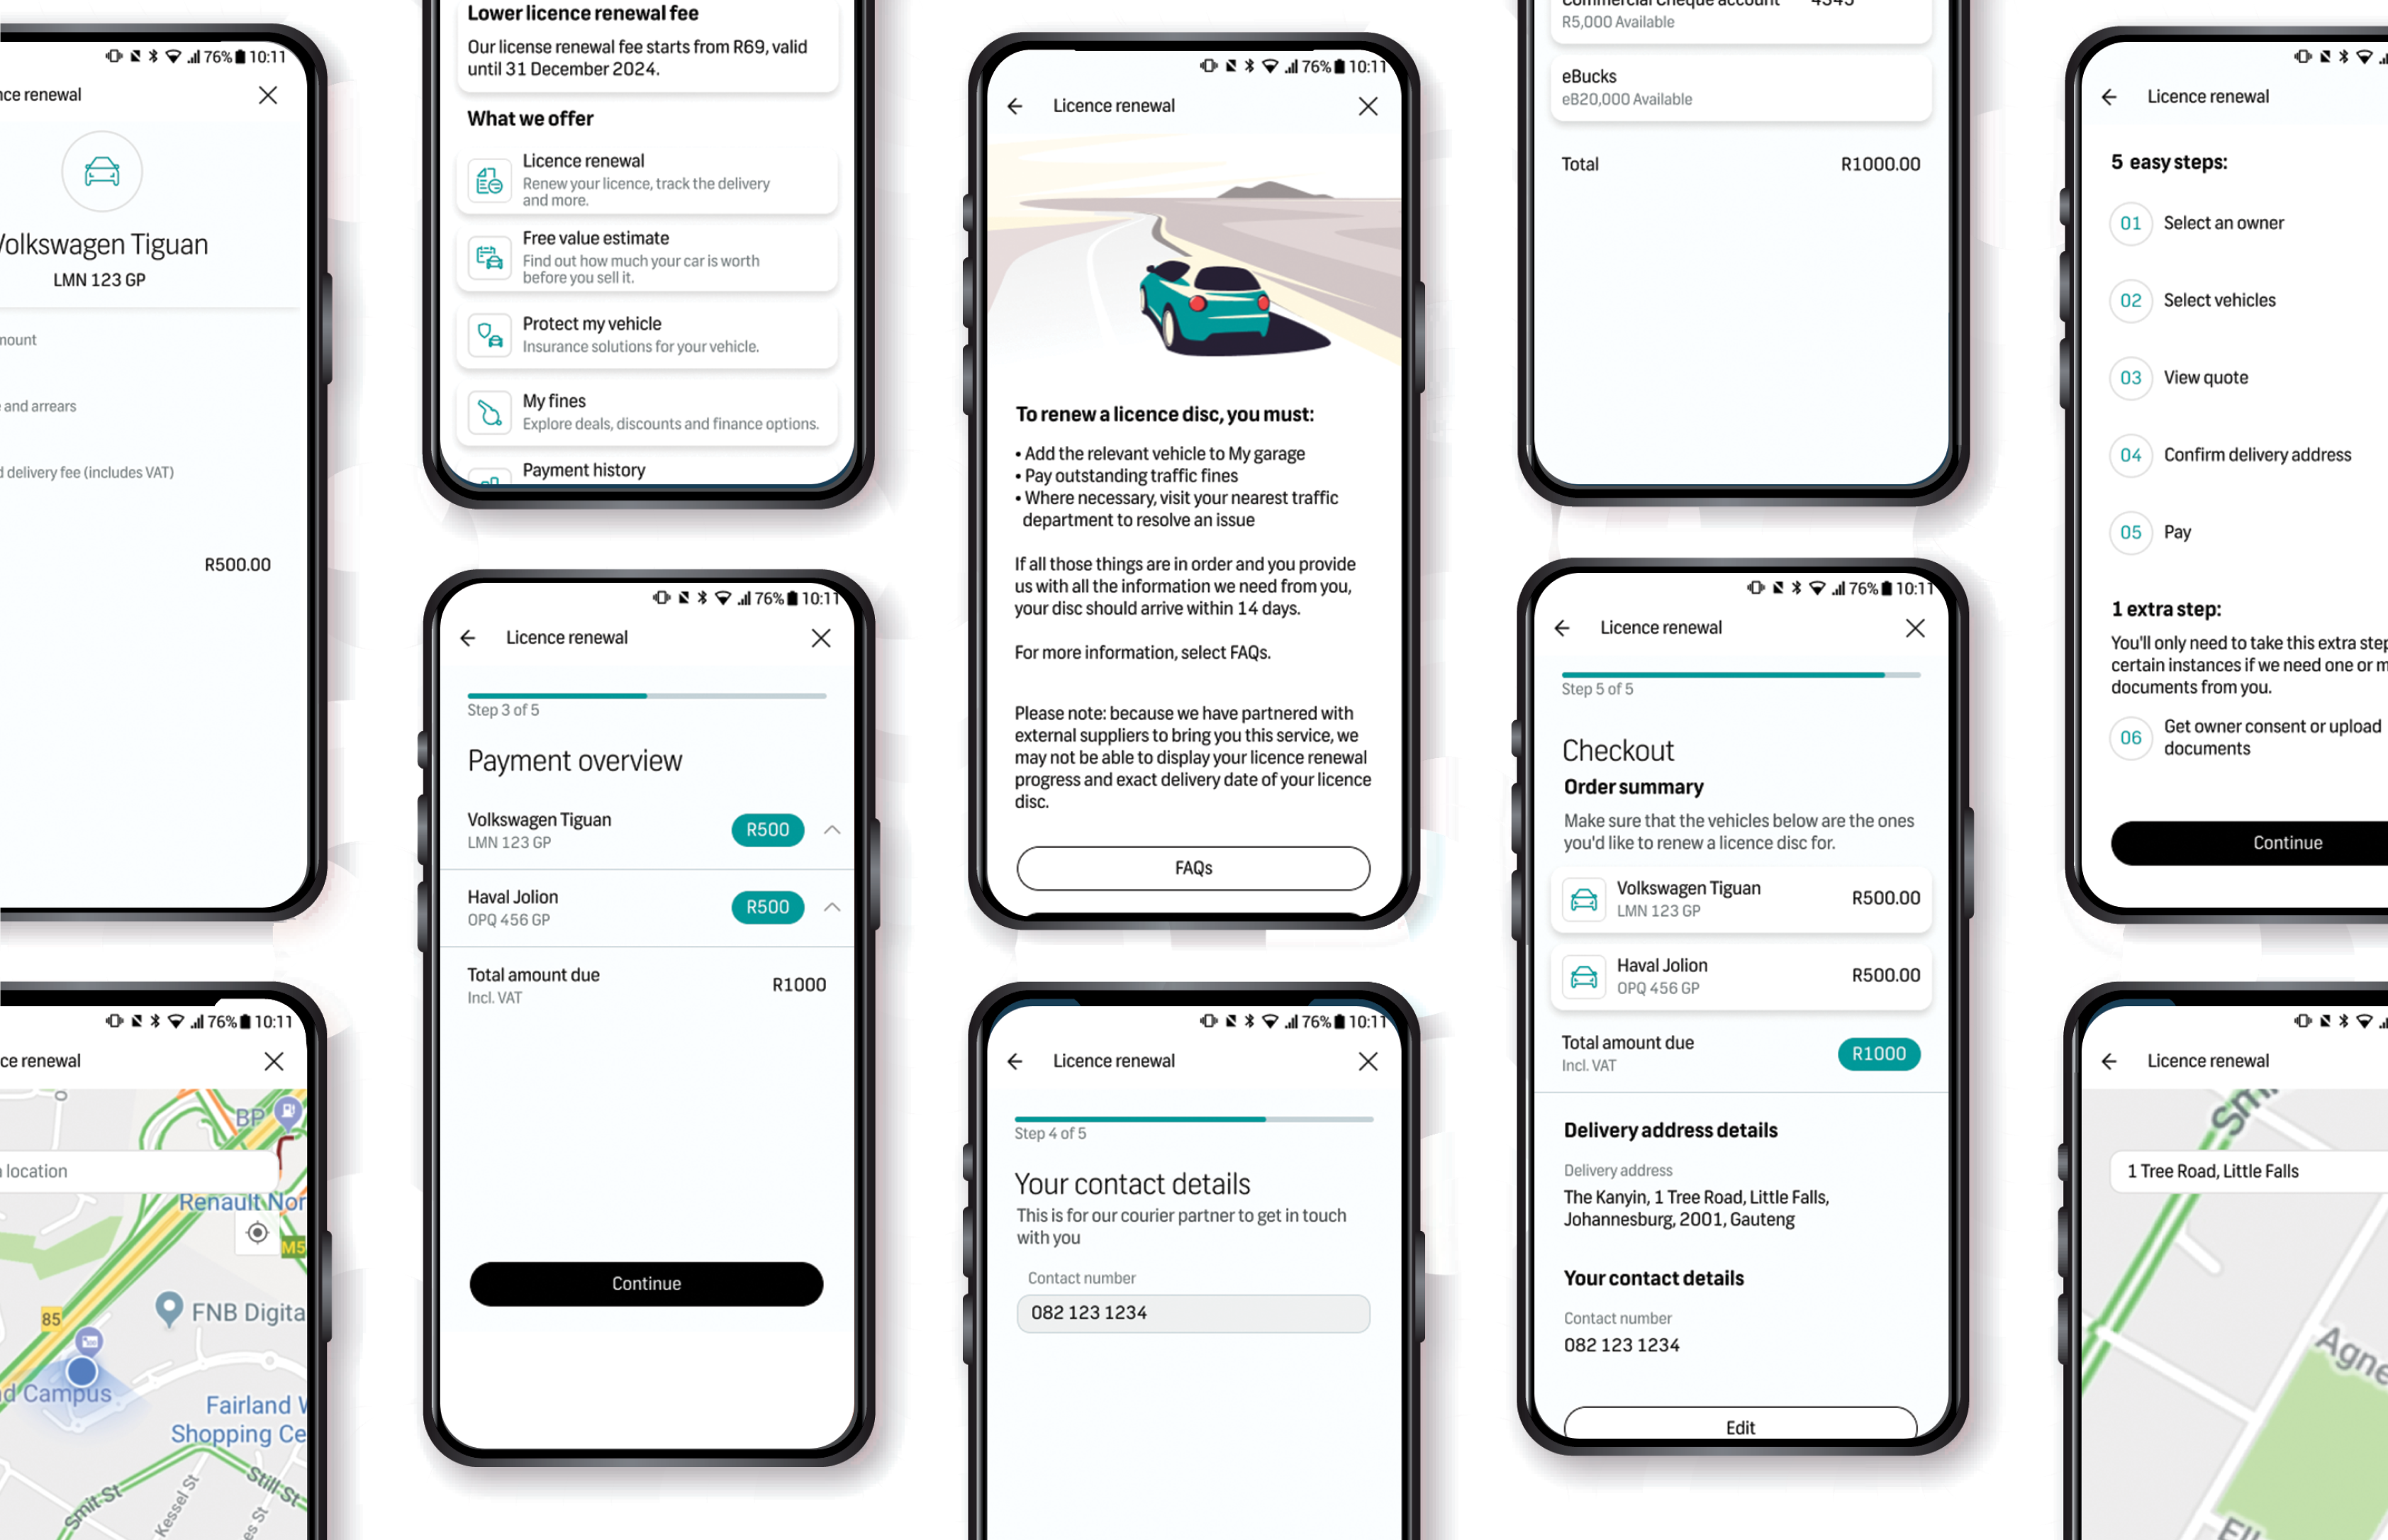 76% 10:11
renewal
Volkswagen Tiguan
LMN 123 GP
and arrears
delivery fee (includes VAT)
R500.00
76% 10:11
renewal
location
BP
Renault
M5
85
FNB
Campus
Fairland
Shopping
Smit St
Kessel St
Still St
St
Lower licence renewal fee
Our license renewal fee starts from R69, valid
until 31 December 2024.
What we offer
Licence renewal
Renew your licence, track the delivery
and more.
Free value estimate
Find out how much your car is worth
before you sell it.
Protect my vehicle
Insurance solutions for your vehicle.
My fines
Explore deals, discounts and finance options.
Payment history
76% 10:11
Licence renewal
Step 3 of 5
Payment overview
Volkswagen Tiguan
R500
LMN 123 GP
Haval Jolion
R500
OPQ 456 GP
Total amount due
R1000
Incl. VAT
Continue
76% 10:11
Licence renewal
To renew a licence disc, you must:
• Add the relevant vehicle to My garage
• Pay outstanding traffic fines
• Where necessary, visit your nearest traffic
department to resolve an issue
If all those things are in order and you provide
us with all the information we need from you,
your disc should arrive within 14 days.
For more information, select FAQs.
Please note: because we have partnered with
external suppliers to bring you this service, we
may not be able to display your licence renewal
progress and exact delivery date of your licence
disc.
FAQs
76% 10:11
Licence renewal
Step 4 of 5
Your contact details
This is for our courier partner to get in touch
with you
Contact number
082 123 1234
Commercial Cheque account 4345
R5,000 Available
eBucks
eB20,000 Available
Total R1000.00
76% 10:11
Licence renewal
Step 5 of 5
Checkout
Order summary
Make sure that the vehicles below are the ones
you'd like to renew a licence disc for.
Volkswagen Tiguan
R500.00
LMN 123 GP
Haval Jolion
R500.00
OPQ 456 GP
Total amount due
R1000
Incl. VAT
Delivery address details
Delivery address
The Kanyin, 1 Tree Road, Little Falls,
Johannesburg, 2001, Gauteng
Your contact details
Contact number
082 123 1234
Edit
Licence renewal
5 easy steps:
01 Select an owner
02 Select vehicles
03 View quote
04 Confirm delivery address
05 Pay
1 extra step:
You'll only need to take this extra step
certain instances if we need one or
documents from you.
06 Get owner consent or upload
documents
Continue
Licence renewal
1 Tree Road, Little Falls